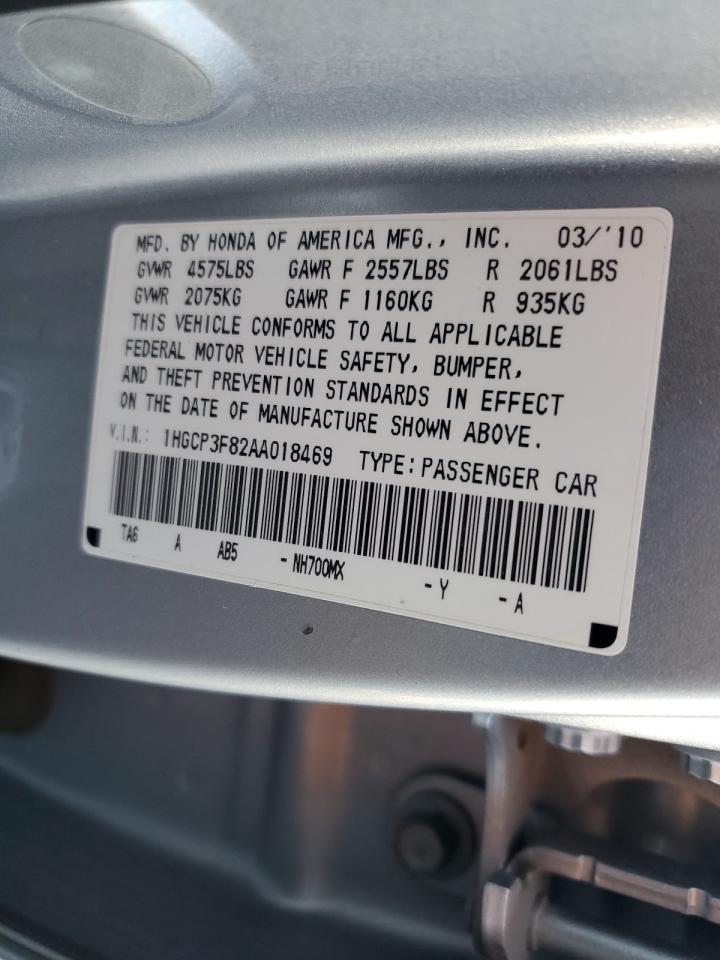 MFD. BY HONDA OF AMERICA MFG., INC. 03/'10
GVWR 4575LBS GAWR F 2557LBS R 2061LBS
GVWR 2075KG GAWR F 1160KG R 935KG
THIS VEHICLE CONFORMS TO ALL APPLICABLE
FEDERAL MOTOR VEHICLE SAFETY, BUMPER,
AND THEFT PREVENTION STANDARDS IN EFFECT
ON THE DATE OF MANUFACTURE SHOWN ABOVE.
V.I.N.: 1HGCP3F82AA018469 TYPE: PASSENGER CAR
TA6 A AB5 - NH700MX - Y - A